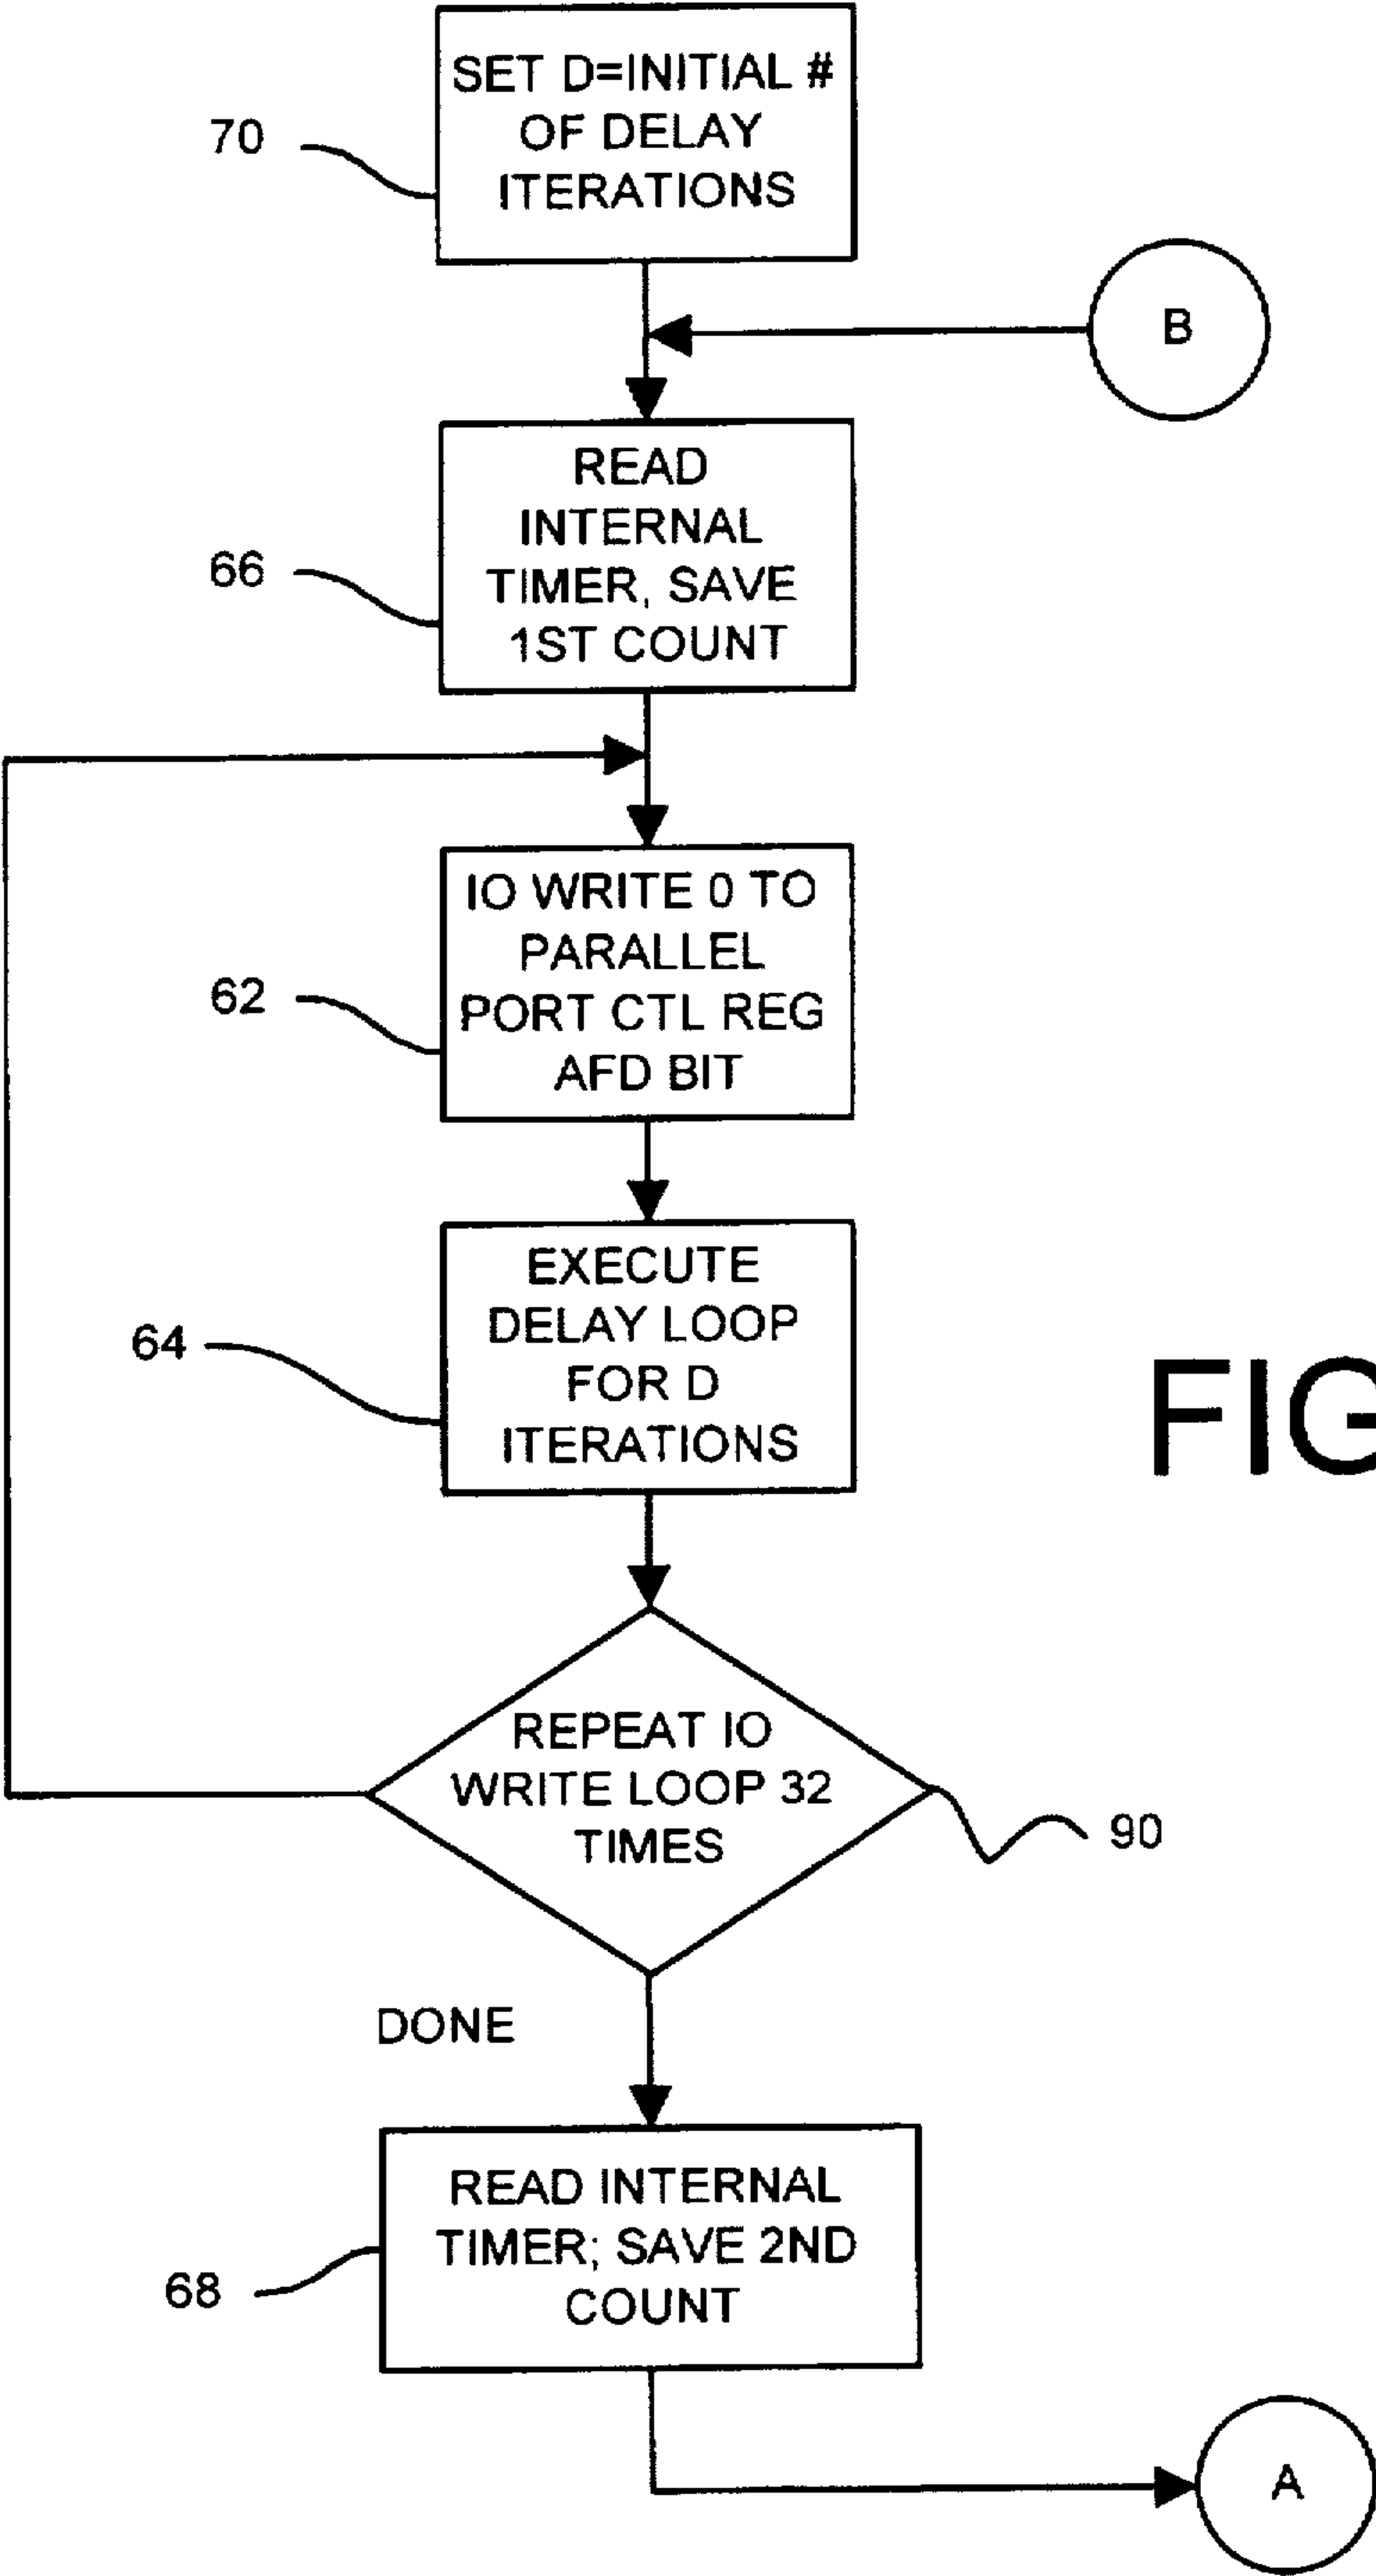 SET D=INITIAL #
OF DELAY
ITERATIONS
70
B
READ
INTERNAL
TIMER, SAVE
1ST COUNT
66
IO WRITE 0 TO
PARALLEL
PORT CTL REG
AFD BIT
62
EXECUTE
DELAY LOOP
FOR D
ITERATIONS
64
FIG
REPEAT IO
WRITE LOOP 32
TIMES
90
DONE
READ INTERNAL
TIMER; SAVE 2ND
COUNT
68
A